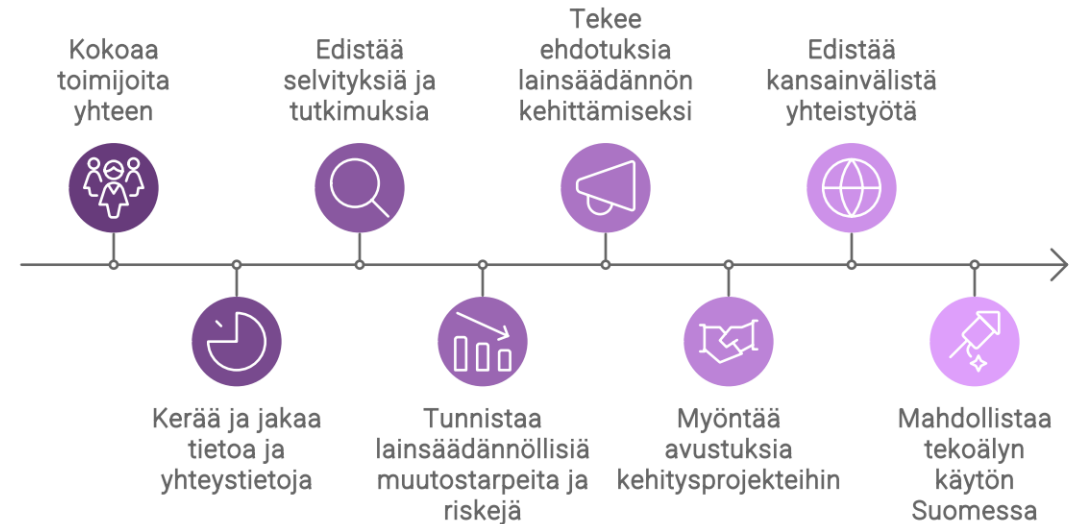 Kokoaa
toimijoita
yhteen
Kerää ja jakaa
tietoa ja
yhteystietoja
Edistää
selvityksiä ja
tutkimuksia
Tunnistaa
lainsäädännöllisiä
muutostarpeita ja
riskejä
Tekee
ehdotuksia
lainsäädännön
kehittämiseksi
Myöntää
avustuksia
kehitysprojekteihin
Edistää
kansainvälistä
yhteistyötä
Mahdollistaa
tekoälyn
käytön
Suomessa